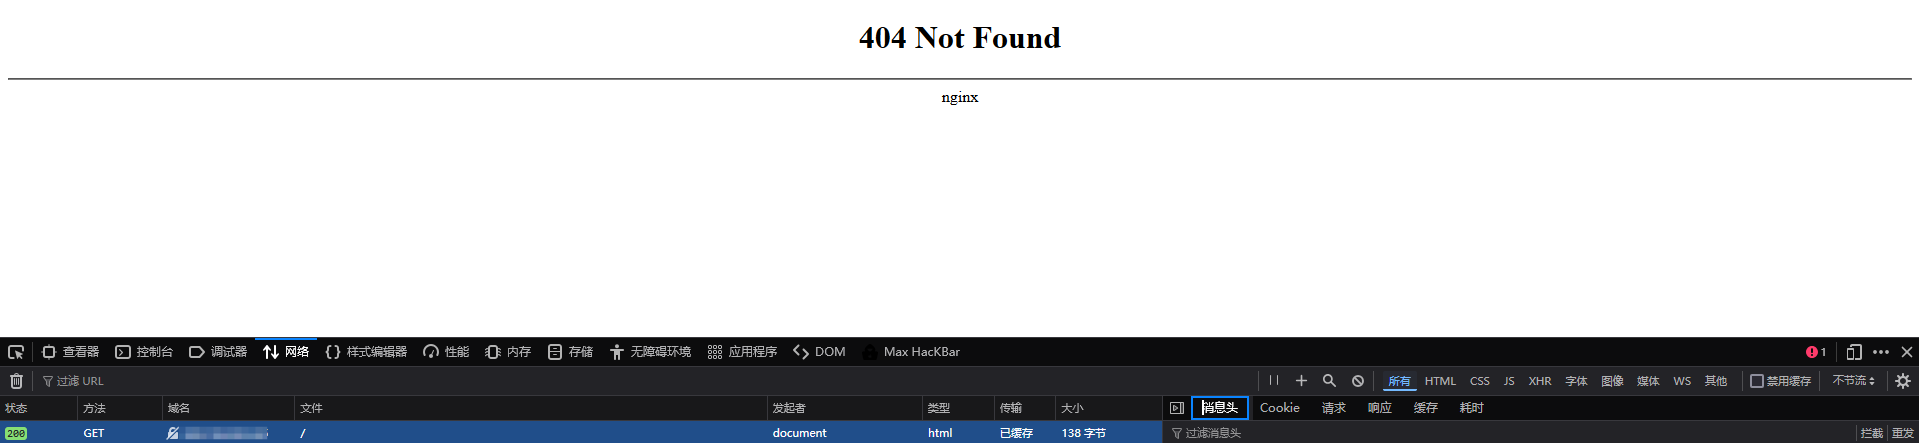 404 Not Found
nginx
查看器 控制台 调试器 网络 样式编辑器 性能 内存 存储 无障碍环境 应用程序 DOM Max HacKBar 1
过滤 URL 所有 HTML CSS JS XHR 字体 图像 媒体 WS 其他 禁用缓存 不节流
状态 方法 域名 文件 发起者 类型 传输 大小 消息头 Cookie 请求 响应 缓存 耗时
200 GET / document html 已缓存 138 字节 过滤消息头 拦截 重发